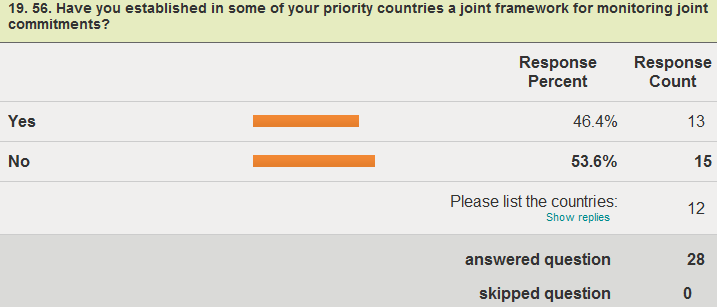 19. 56. Have you established in some of your priority countries a joint framework for monitoring joint
commitments?
Response Percent Response Count
Yes 46.4% 13
No 53.6% 15
Please list the countries: 12
Show replies
answered question 28
skipped question 0